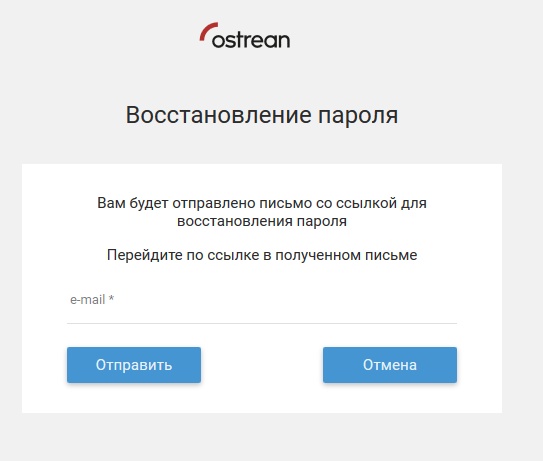 ostrean
Восстановление пароля
Вам будет отправлено письмо со ссылкой для
восстановления пароля
Перейдите по ссылке в полученном письме
e-mail *
Отправить
Отмена